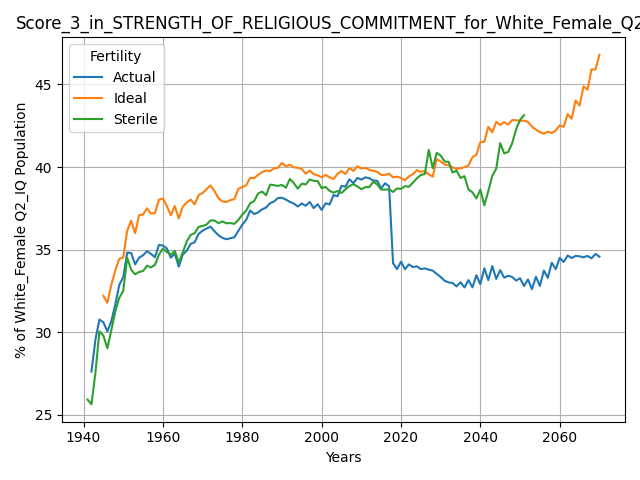 Score_3_in_STRENGTH_OF_RELIGIOUS_COMMITMENT_for_White_Female_Q2
Fertility
Actual
Ideal
Sterile
% of White_Female Q2_IQ Population
45
40
35
30
25
1940 1960 1980 2000 2020 2040 2060
Years